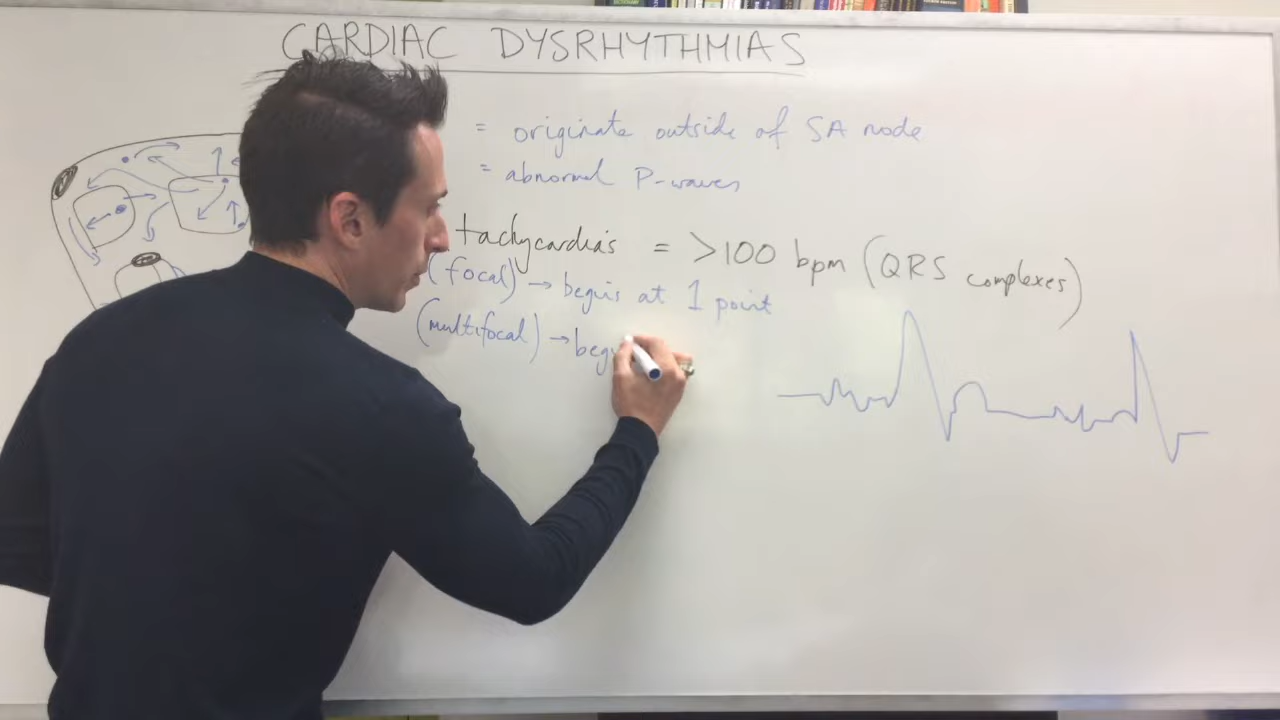 CARDIAC DYSRHYTHMIAS
= originate outside of SA node
= abnormal P-waves
tachycardias = >100 bpm (QRS complexes)
(focal) → begins at 1 point
(multifocal) → beg